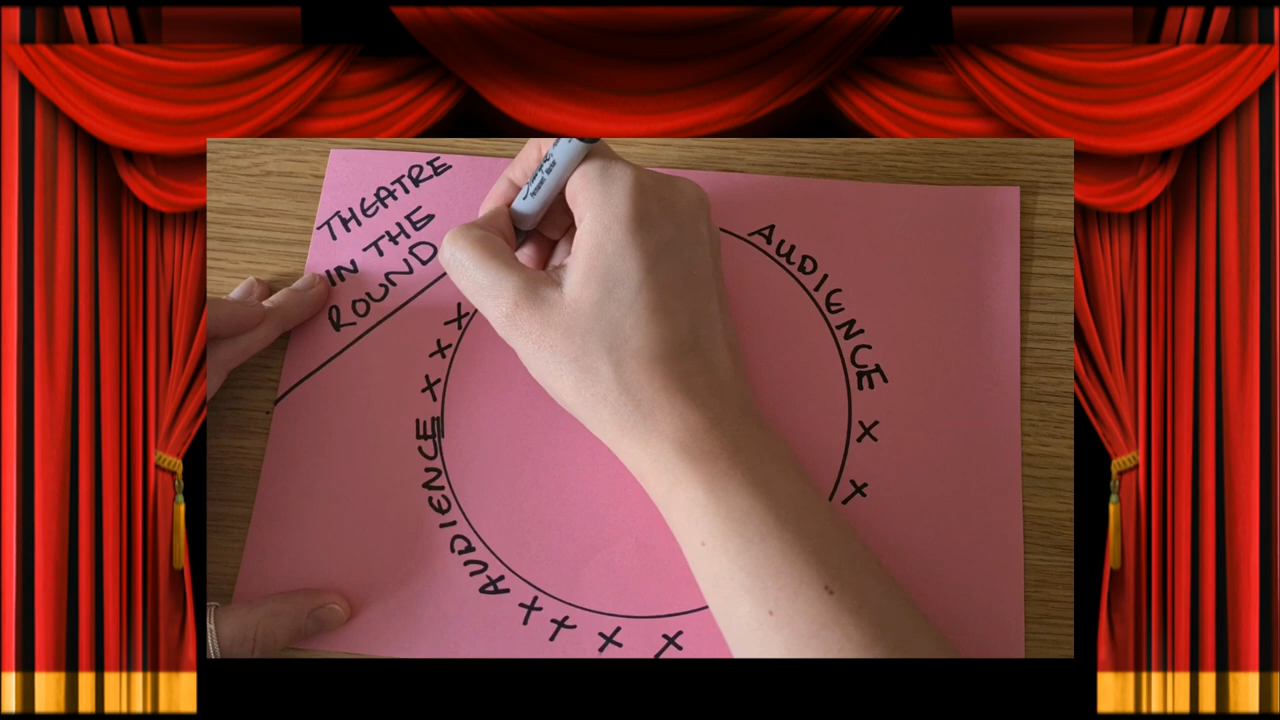 THEATRE
IN THE
ROUND
AUDIENCE X X
X X X
AUDIENCE
X X X X